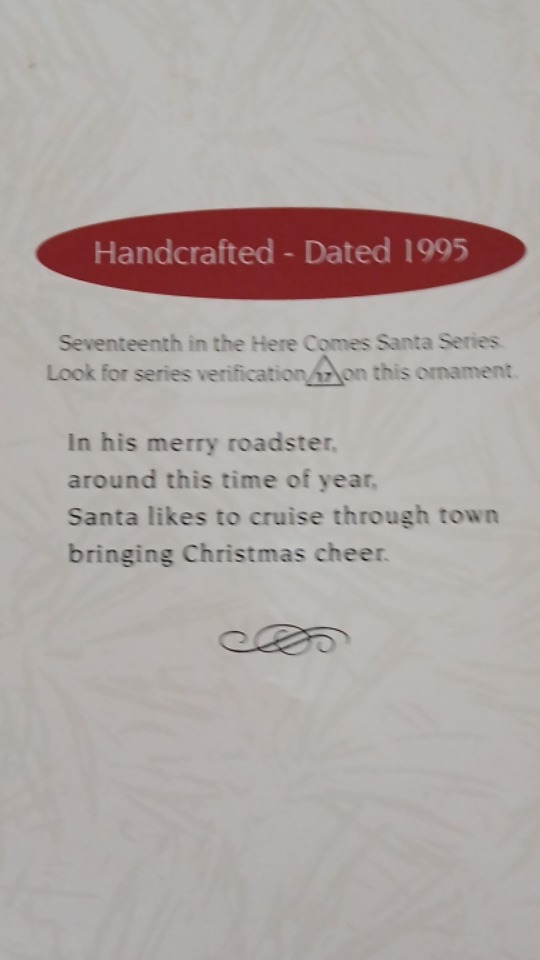 Handcrafted - Dated 1995
Seventeenth in the Here Comes Santa Series.
Look for series verification 17 on this ornament.
In his merry roadster,
around this time of year,
Santa likes to cruise through town
bringing Christmas cheer.